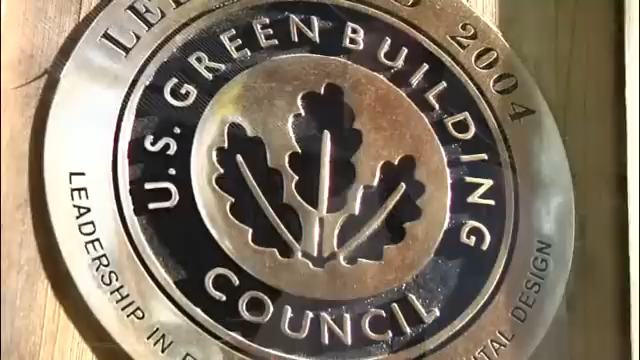 2004
U.S. GREEN BUILDING
COUNCIL
LEADERSHIP IN
DESIGN